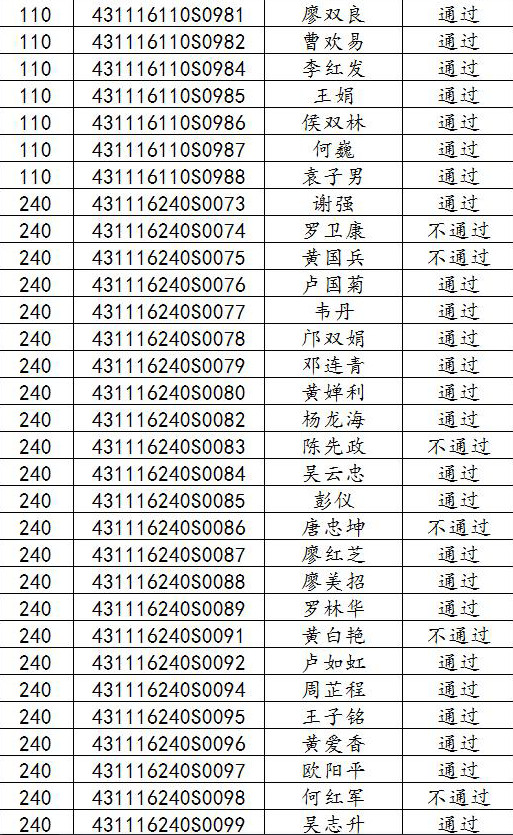 110 431116110S0981 廖双良 通过
110 431116110S0982 曹欢易 通过
110 431116110S0984 李红发 通过
110 431116110S0985 王娟 通过
110 431116110S0986 侯双林 通过
110 431116110S0987 何巍 通过
110 431116110S0988 袁子男 通过
240 431116240S0073 谢强 通过
240 431116240S0074 罗卫康 不通过
240 431116240S0075 黄国兵 不通过
240 431116240S0076 卢国菊 通过
240 431116240S0077 韦丹 通过
240 431116240S0078 邝双娟 通过
240 431116240S0079 邓连青 通过
240 431116240S0080 黄婵利 通过
240 431116240S0082 杨龙海 通过
240 431116240S0083 陈先政 不通过
240 431116240S0084 吴云忠 通过
240 431116240S0085 彭仪 通过
240 431116240S0086 唐忠坤 不通过
240 431116240S0087 廖红芝 通过
240 431116240S0088 廖美招 通过
240 431116240S0089 罗林华 通过
240 431116240S0091 黄白艳 不通过
240 431116240S0092 卢如虹 通过
240 431116240S0094 周芷程 通过
240 431116240S0095 王子铭 通过
240 431116240S0096 黄爱香 通过
240 431116240S0097 欧阳平 通过
240 431116240S0098 何红军 不通过
240 431116240S0099 吴志升 通过